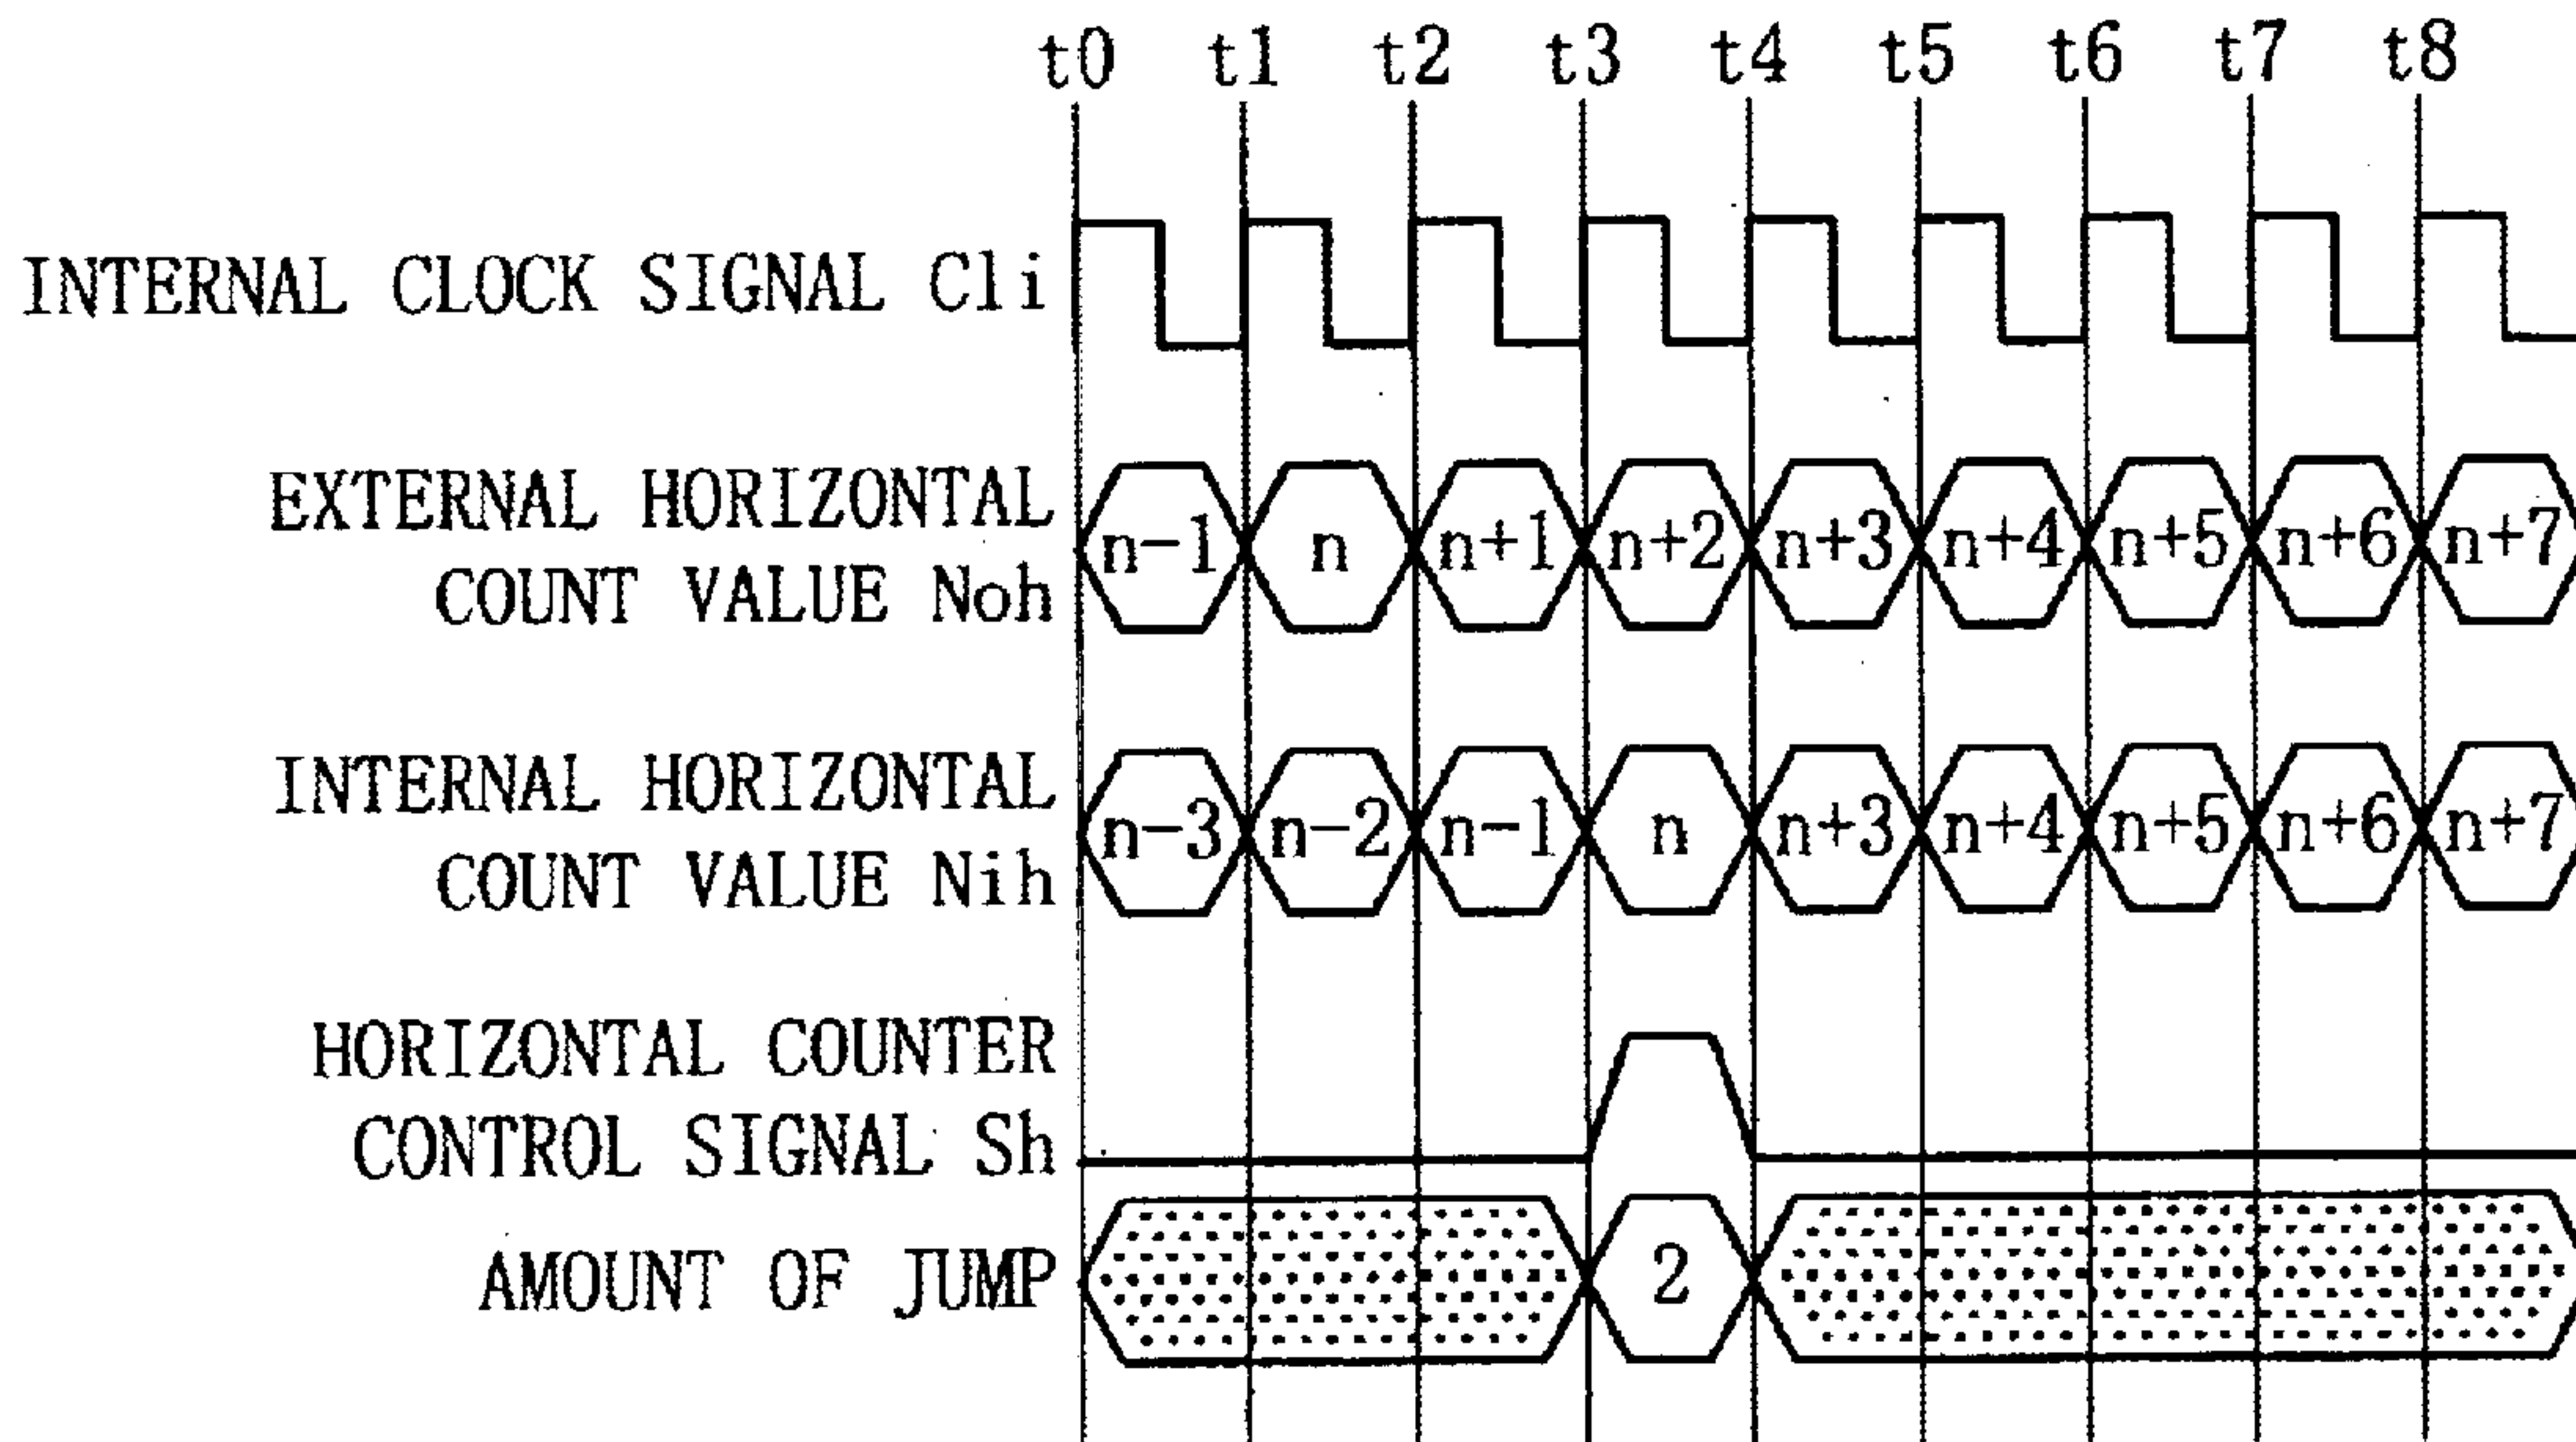 t0 t1 t2 t3 t4 t5 t6 t7 t8
INTERNAL CLOCK SIGNAL Cli
EXTERNAL HORIZONTAL
COUNT VALUE Noh
n-1 n n+1 n+2 n+3 n+4 n+5 n+6 n+7
INTERNAL HORIZONTAL
COUNT VALUE Nih
n-3 n-2 n-1 n n+3 n+4 n+5 n+6 n+7
HORIZONTAL COUNTER
CONTROL SIGNAL Sh
AMOUNT OF JUMP
2